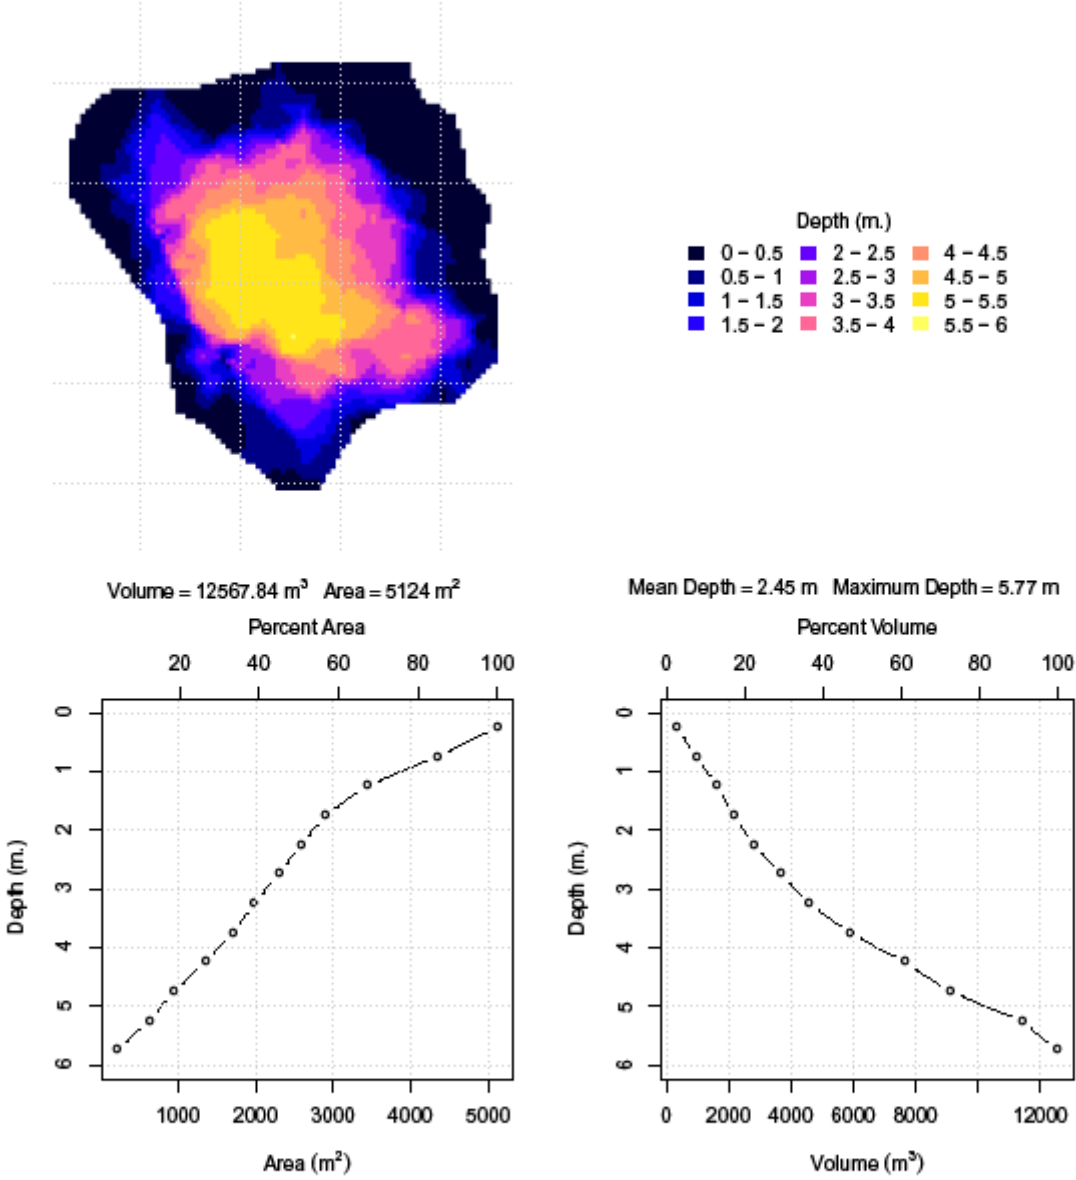 Depth (m.)
0 – 0.5 2 – 2.5 4 – 4.5
0.5 – 1 2.5 – 3 4.5 – 5
1 – 1.5 3 – 3.5 5 – 5.5
1.5 – 2 3.5 – 4 5.5 – 6
Volume = 12567.84 m³ Area = 5124 m²
Mean Depth = 2.45 m Maximum Depth = 5.77 m
Percent Area
20 40 60 80 100
0
1
2
3
4
5
6
Depth (m.)
1000 2000 3000 4000 5000
Area (m²)
Percent Volume
0 20 40 60 80 100
0
1
2
3
4
5
6
Depth (m.)
0 2000 4000 6000 8000 12000
Volume (m³)